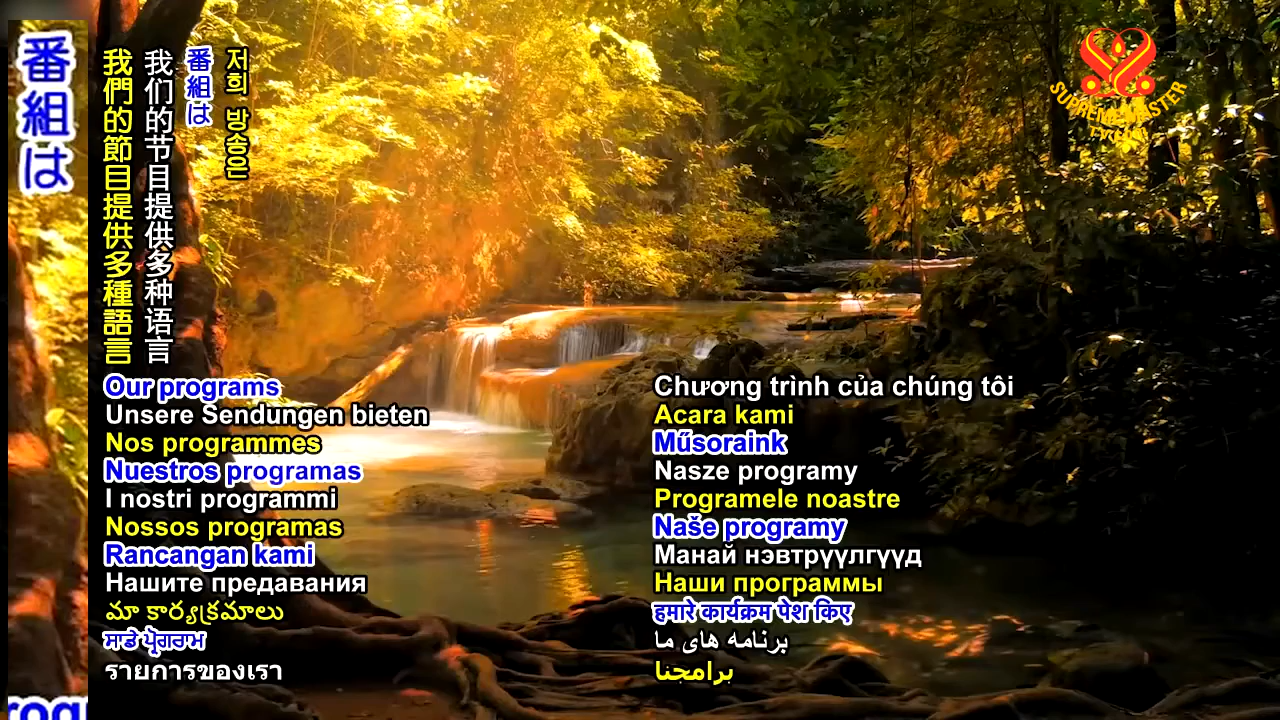 番組は
我們的節目提供多種語言
我们的节目提供多种语言
番組は
저희 방송은
SUPREME MASTER
Our programs
Unsere Sendungen bieten
Nos programmes
Nuestros programas
I nostri programmi
Nossos programas
Rancangan kami
Нашите предавания
మా కార్యక్రమాలు
ਸਾਡੇ ਪ੍ਰੋਗਰਾਮ
รายการของเรา
Chương trình của chúng tôi
Acara kami
Műsoraink
Nasze programy
Programele noastre
Naše programy
Манай нэвтрүүлгүүд
Наши программы
हमारे कार्यक्रम पेश किए
برنامه های ما
برامجنا